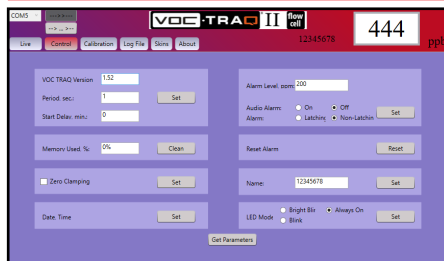 COM5
-->>>--
--> ... >--
VOC-TRAQ II flow cell
12345678
444
ppb
Live Control Calibration Log File Skins About
VOC TRAQ Version 1.52
Period, sec.: 1 Set
Start Delay, min.: 0
Alarm Level, ppm: 200
Audio Alarm: On Off
Alarm: Latching Non-Latchin Set
Memory Used, %: 0% Clean
Reset Alarm Reset
Zero Clamping Set
Name: 12345678 Set
Date, Time Set
LED Mode Bright Blir Always On
Blink Set
Get Parameters